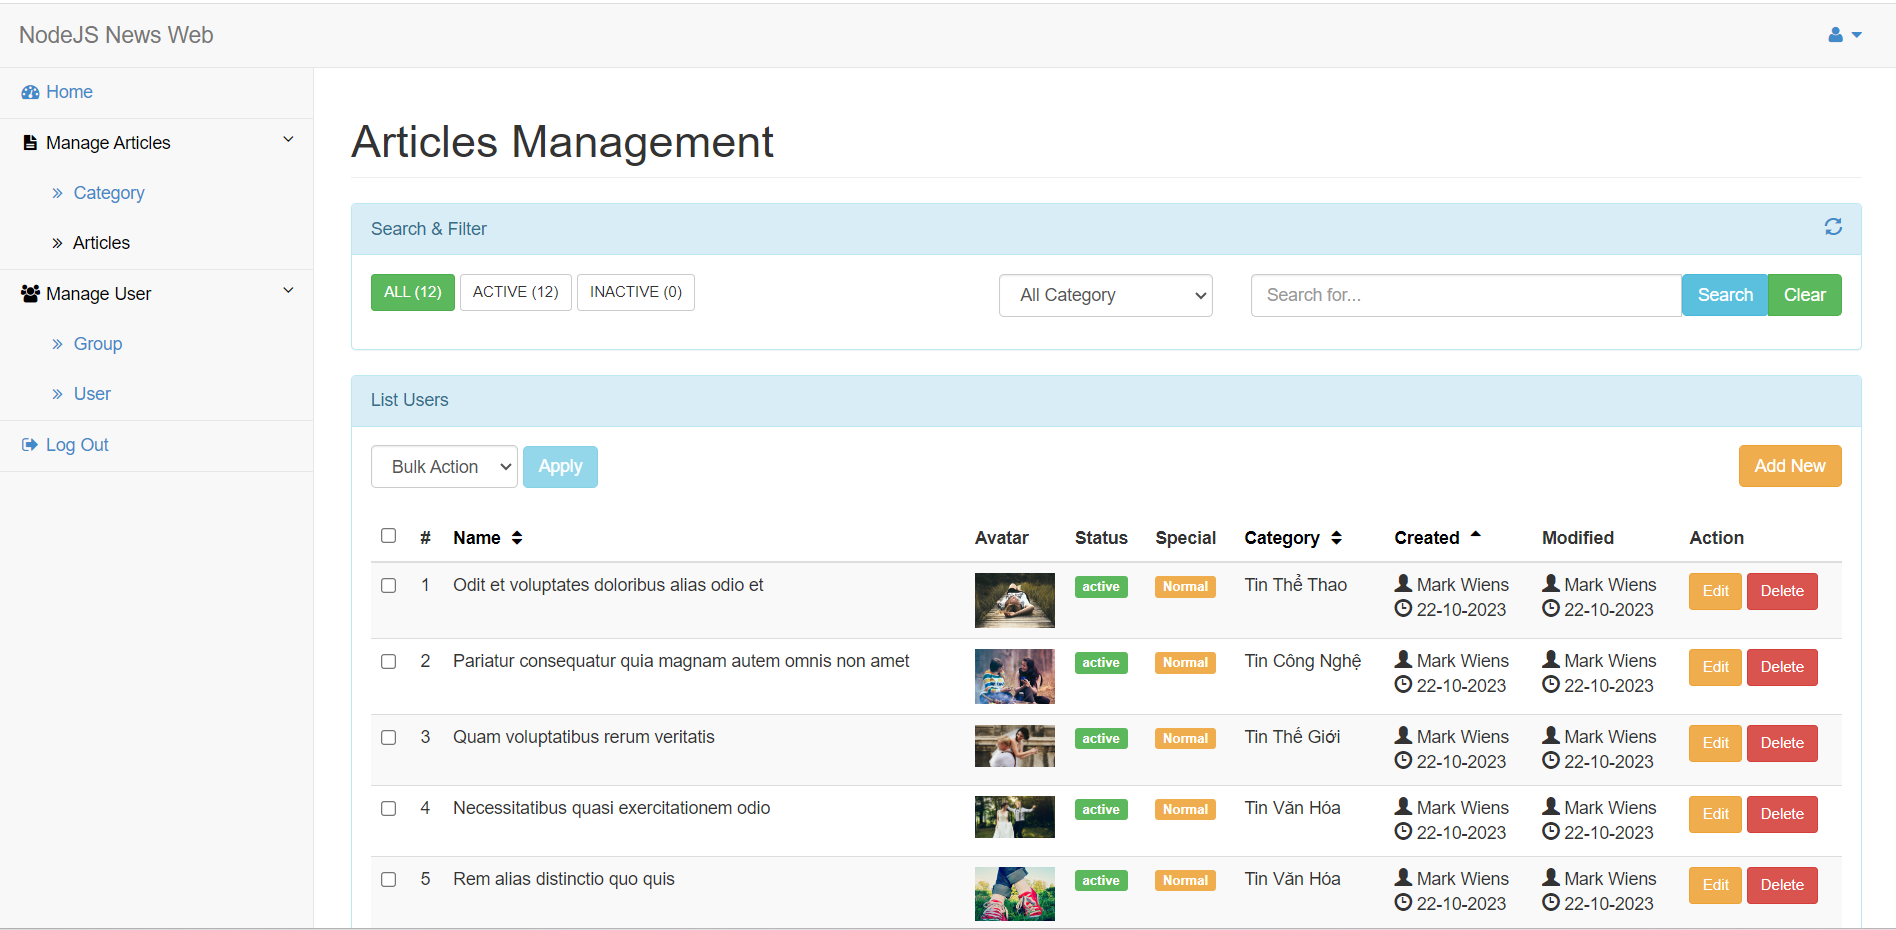 NodeJS News Web
Home
Manage Articles
Category
Articles
Manage User
Group
User
Log Out
Articles Management
Search & Filter
ALL (12) ACTIVE (12) INACTIVE (0) All Category Search for... Search Clear
List Users
Bulk Action Apply Add New
# Name Avatar Status Special Category Created Modified Action
1 Odit et voluptates doloribus alias odio et active Normal Tin Thể Thao Mark Wiens Mark Wiens Edit Delete
22-10-2023 22-10-2023
2 Pariatur consequatur quia magnam autem omnis non amet active Normal Tin Công Nghệ Mark Wiens Mark Wiens Edit Delete
22-10-2023 22-10-2023
3 Quam voluptatibus rerum veritatis active Normal Tin Thế Giới Mark Wiens Mark Wiens Edit Delete
22-10-2023 22-10-2023
4 Necessitatibus quasi exercitationem odio active Normal Tin Văn Hóa Mark Wiens Mark Wiens Edit Delete
22-10-2023 22-10-2023
5 Rem alias distinctio quo quis active Normal Tin Văn Hóa Mark Wiens Mark Wiens Edit Delete
22-10-2023 22-10-2023